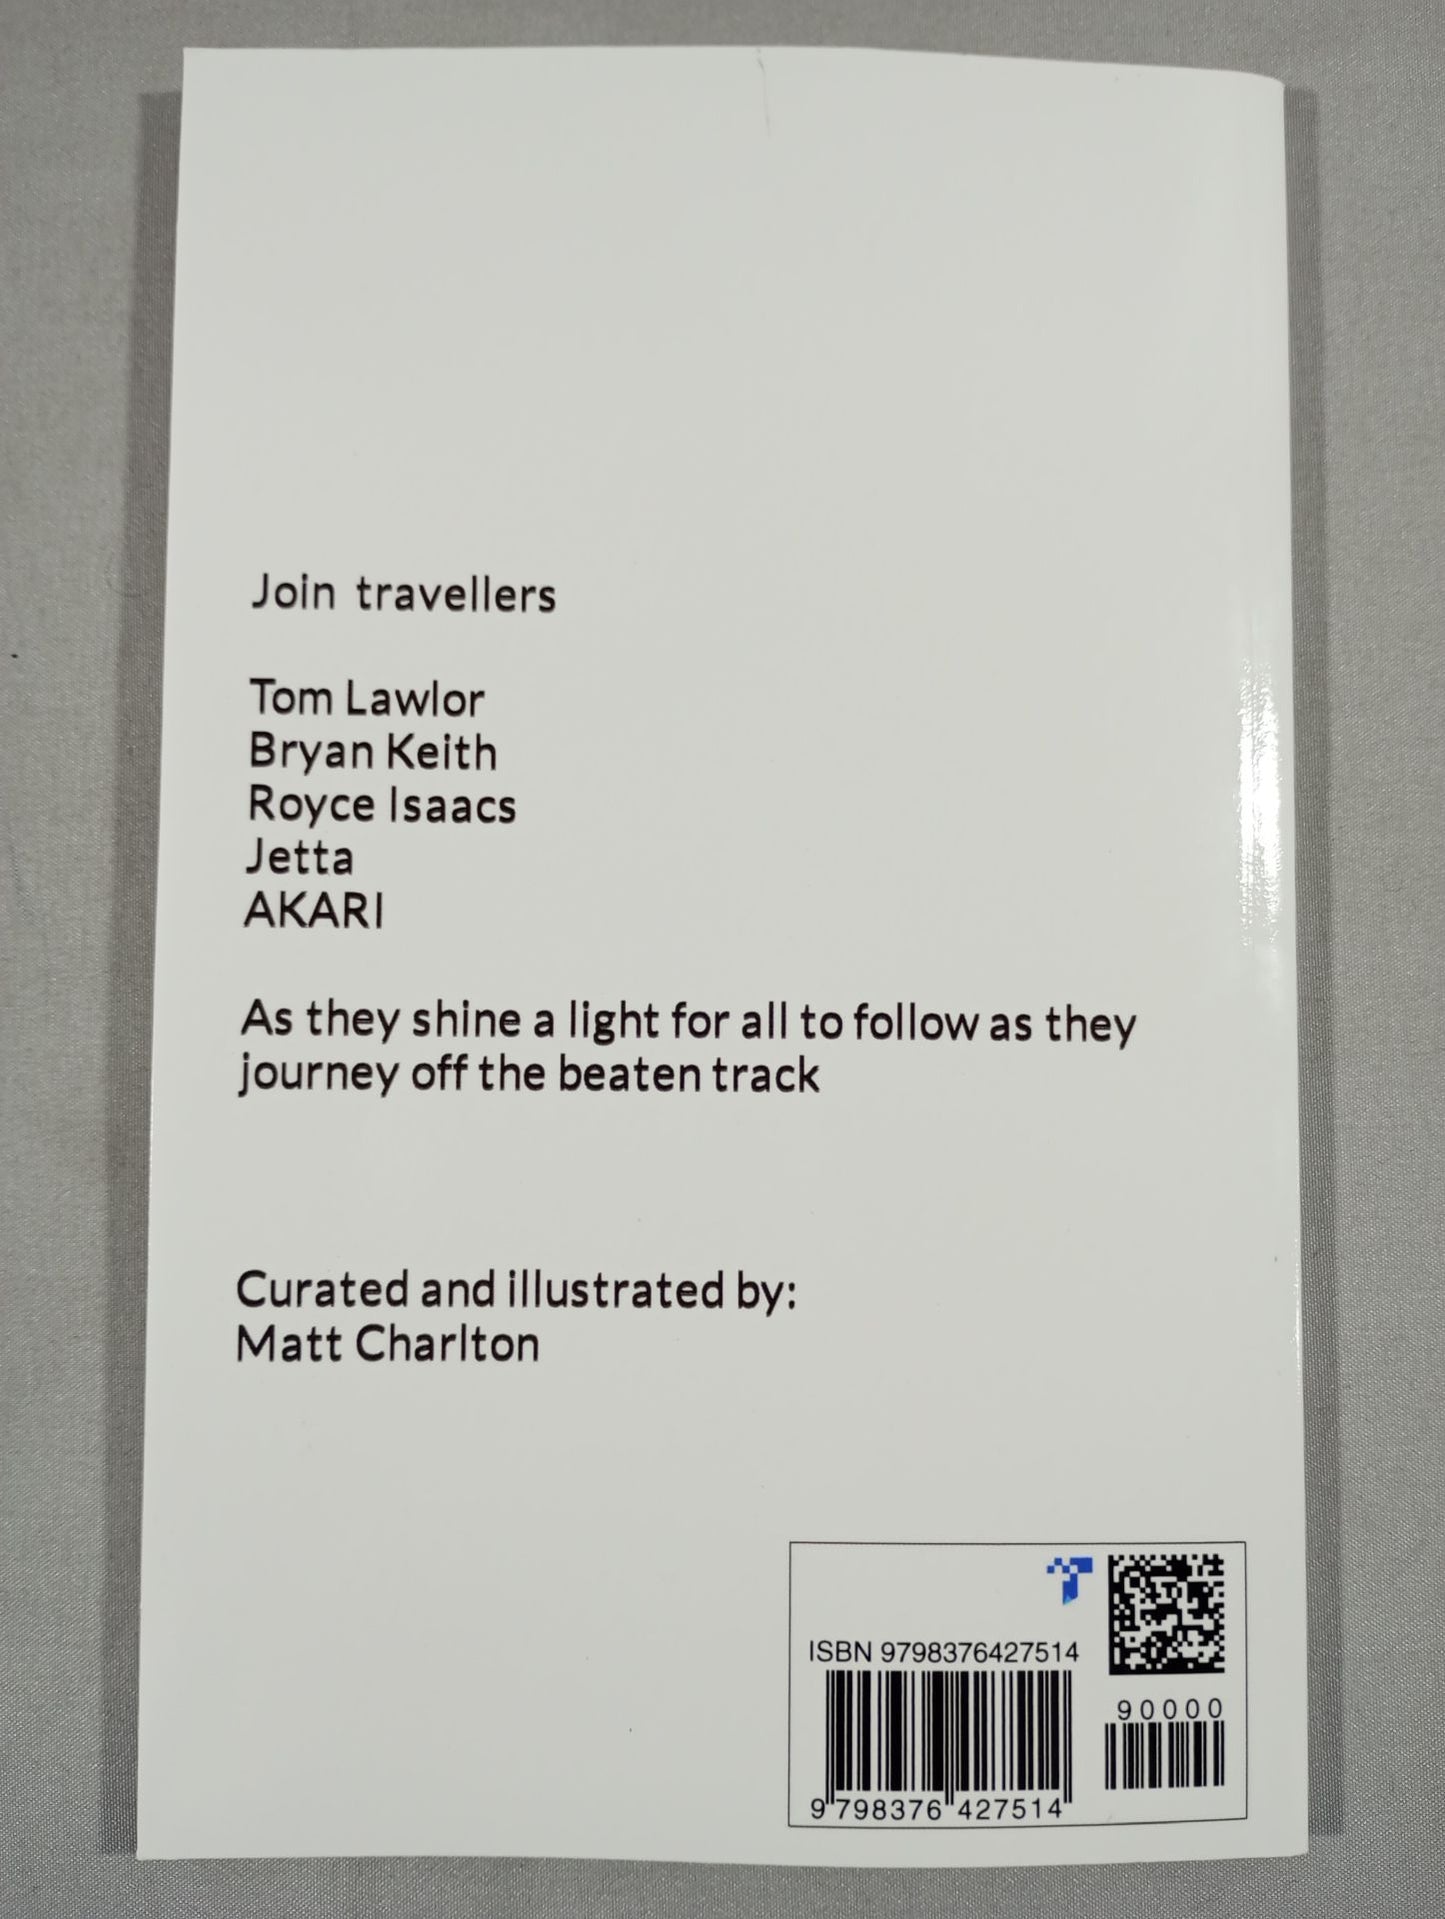 Join travellers
Tom Lawlor
Bryan Keith
Royce Isaacs
Jetta
AKARI
As they shine a light for all to follow as they
journey off the beaten track
Curated and illustrated by:
Matt Charlton
ISBN 9798376427514
90000
9 798376 427514